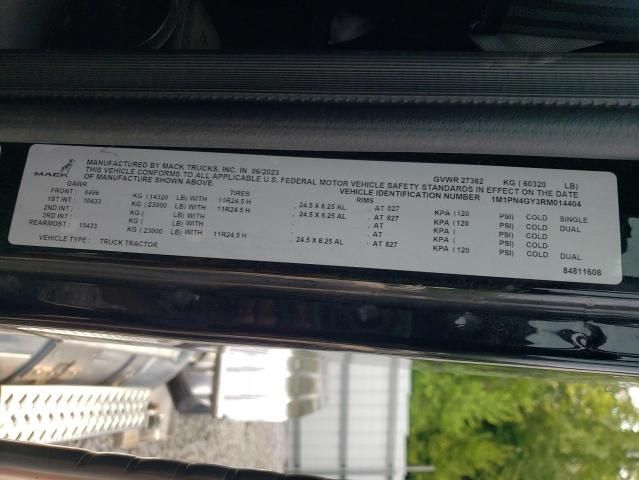 MANUFACTURED BY MACK TRUCKS, INC. IN 06/2023 GVWR 27362 KG ( 60320 LB)
THIS VEHICLE CONFORMS TO ALL APPLICABLE U.S. FEDERAL MOTOR VEHICLE SAFETY STANDARDS IN EFFECT ON THE DATE
OF MANUFACTURE SHOWN ABOVE. VEHICLE IDENTIFICATION NUMBER 1M1PN4GY3RM014404
MACK
GAWR TIRES RIMS
FRONT : 6496 KG (14320 LB) WITH 11R24.5 H , 24.5 X 8.25 AL , AT 827 KPA (120 PSI) COLD SINGLE
1ST INT : 10433 KG (23000 LB) WITH 11R24.5 H , 24.5 X 8.25 AL , AT 827 KPA (120 PSI) COLD DUAL
2ND INT : KG ( LB) WITH , , AT KPA ( PSI) COLD
3RD INT : KG ( LB) WITH , , AT KPA ( PSI) COLD
REARMOST : 10433 KG (23000 LB) WITH 11R24.5 H , 24.5 X 8.25 AL , AT 827 KPA (120 PSI) COLD DUAL
VEHICLE TYPE: TRUCK TRACTOR
84811608